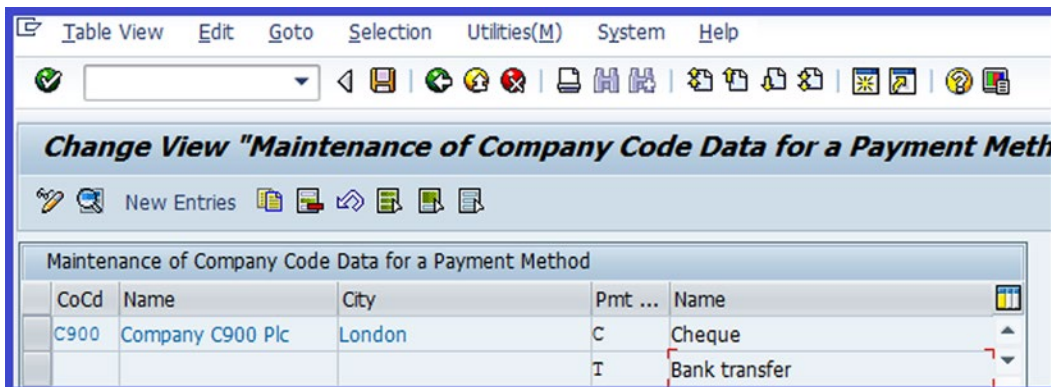 Table View Edit Goto Selection Utilities(M) System Help
Change View "Maintenance of Company Code Data for a Payment Meth
New Entries
Maintenance of Company Code Data for a Payment Method
CoCd Name City Pmt ... Name
C900 Company C900 Plc London C Cheque
T Bank transfer